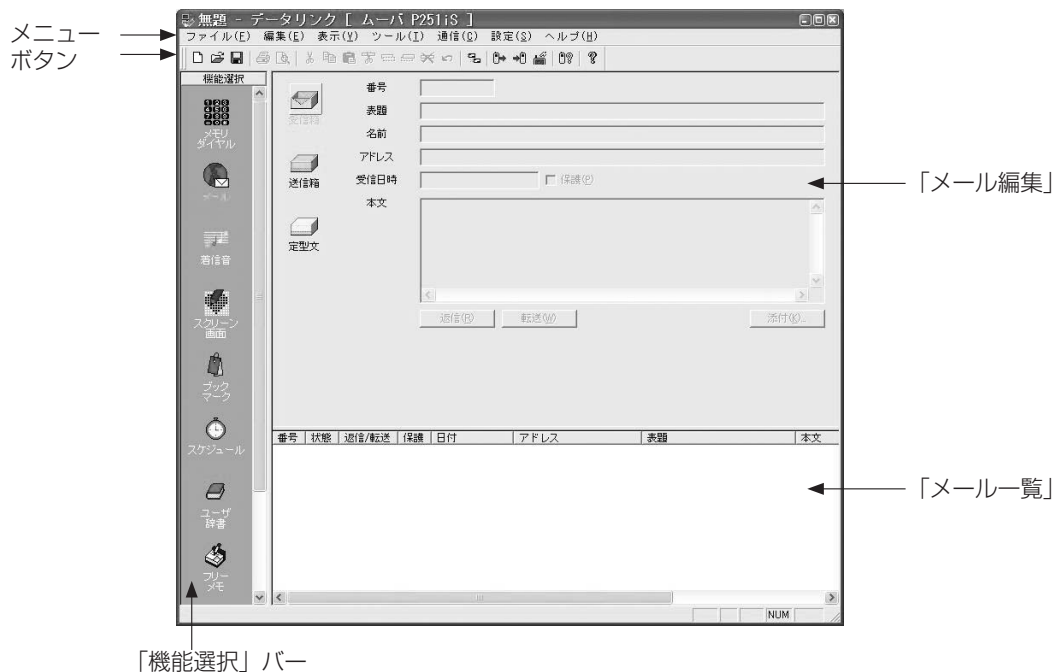 無題 - データリンク [ ムーバ P251iS ]
メニュー
ファイル(F) 編集(E) 表示(V) ツール(T) 通信(C) 設定(S) ヘルプ(H)
ボタン
機能選択
メモリ
ダイヤル
メール
着信音
スクリーン
画面
ブック
マーク
スケジュール
ユーザ
辞書
フリー
メモ
受信箱
送信箱
定型文
番号
表題
名前
アドレス
受信日時
保護(P)
本文
返信(R)
転送(W)
添付(K)...
「メール編集」
番号 状態 返信/転送 保護 日付 アドレス 表題 本文
「メール一覧」
NUM
「機能選択」バー